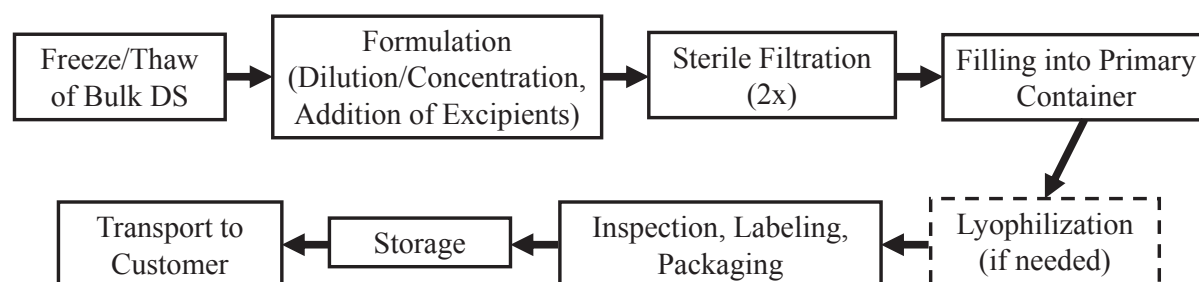 Freeze/Thaw
of Bulk DS
Formulation
(Dilution/Concentration,
Addition of Excipients)
Sterile Filtration
(2x)
Filling into Primary
Container
Lyophilization
(if needed)
Inspection, Labeling,
Packaging
Storage
Transport to
Customer